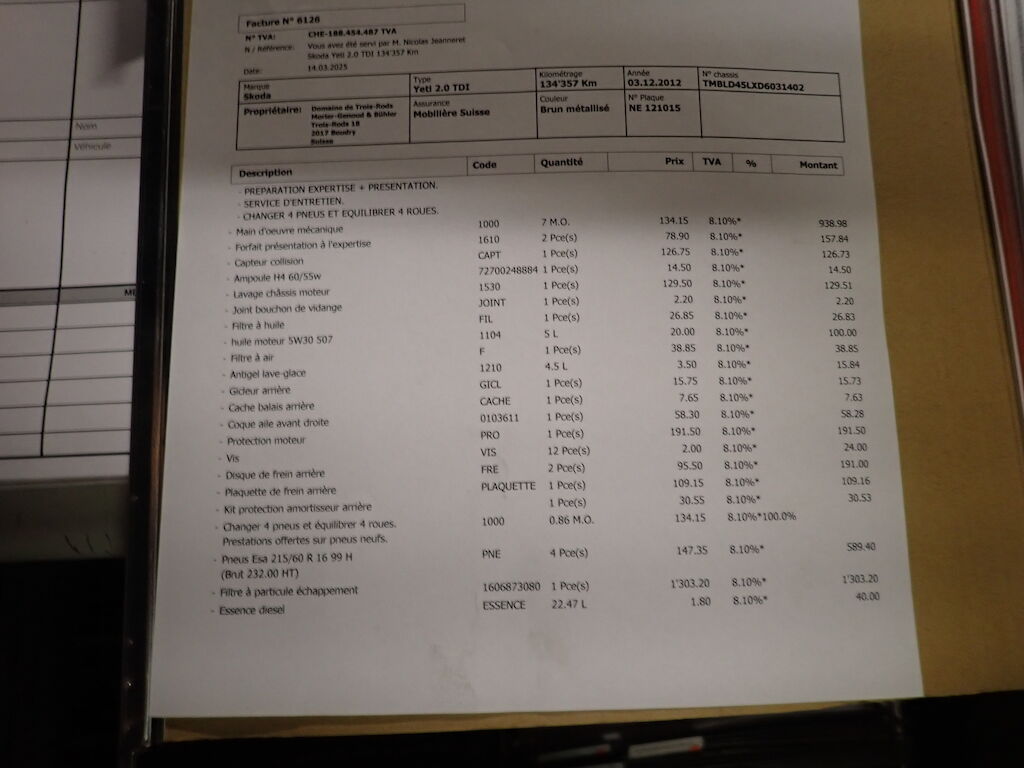 Facture N° 6126
N° TVA: CHE-188.454.487 TVA
N / Référence: Vous avez été servi par M. Nicolas Jeanneret
Skoda Yeti 2.0 TDI 134'357 Km
Date: 14.03.2025
Marque Type Kilométrage Année N° chassis
Skoda Yeti 2.0 TDI 134'357 Km 03.12.2012 TMBLD45LXD6031402
Propriétaire: Domaine de Trois-Rods Assurance Couleur N° Plaque
Morier-Genoud & Bühler Mobilière Suisse Brun métallisé NE 121015
Trois-Rods 18
2017 Boudry
Suisse
Description Code Quantité Prix TVA % Montant
- PREPARATION EXPERTISE + PRESENTATION.
- SERVICE D'ENTRETIEN.
- CHANGER 4 PNEUS ET EQUILIBRER 4 ROUES.
- Main d'oeuvre mécanique 1000 7 M.O. 134.15 8.10%* 938.98
- Forfait présentation à l'expertise 1610 2 Pce(s) 78.90 8.10%* 157.84
- Capteur collision CAPT 1 Pce(s) 126.75 8.10%* 126.73
- Ampoule H4 60/55w 72700248884 1 Pce(s) 14.50 8.10%* 14.50
- Lavage châssis moteur 1530 1 Pce(s) 129.50 8.10%* 129.51
- Joint bouchon de vidange JOINT 1 Pce(s) 2.20 8.10%* 2.20
- Filtre à huile FIL 1 Pce(s) 26.85 8.10%* 26.83
- huile moteur 5W30 507 1104 5 L 20.00 8.10%* 100.00
- Filtre à air F 1 Pce(s) 38.85 8.10%* 38.85
- Antigel lave-glace 1210 4.5 L 3.50 8.10%* 15.84
- Gicleur arrière GICL 1 Pce(s) 15.75 8.10%* 15.73
- Cache balais arrière CACHE 1 Pce(s) 7.65 8.10%* 7.63
- Coque aile avant droite 0103611 1 Pce(s) 58.30 8.10%* 58.28
- Protection moteur PRO 1 Pce(s) 191.50 8.10%* 191.50
- Vis VIS 12 Pce(s) 2.00 8.10%* 24.00
- Disque de frein arrière FRE 2 Pce(s) 95.50 8.10%* 191.00
- Plaquette de frein arrière PLAQUETTE 1 Pce(s) 109.15 8.10%* 109.16
- Kit protection amortisseur arrière 1 Pce(s) 30.55 8.10%* 30.53
- Changer 4 pneus et équilibrer 4 roues. 1000 0.86 M.O. 134.15 8.10%*100.0%
Prestations offertes sur pneus neufs.
- Pneus Esa 215/60 R 16 99 H PNE 4 Pce(s) 147.35 8.10%* 589.40
(Brut 232.00 HT)
- Filtre à particule échappement 1606873080 1 Pce(s) 1'303.20 8.10%* 1'303.20
- Essence diesel ESSENCE 22.47 L 1.80 8.10%* 40.00
Nom
Véhicule